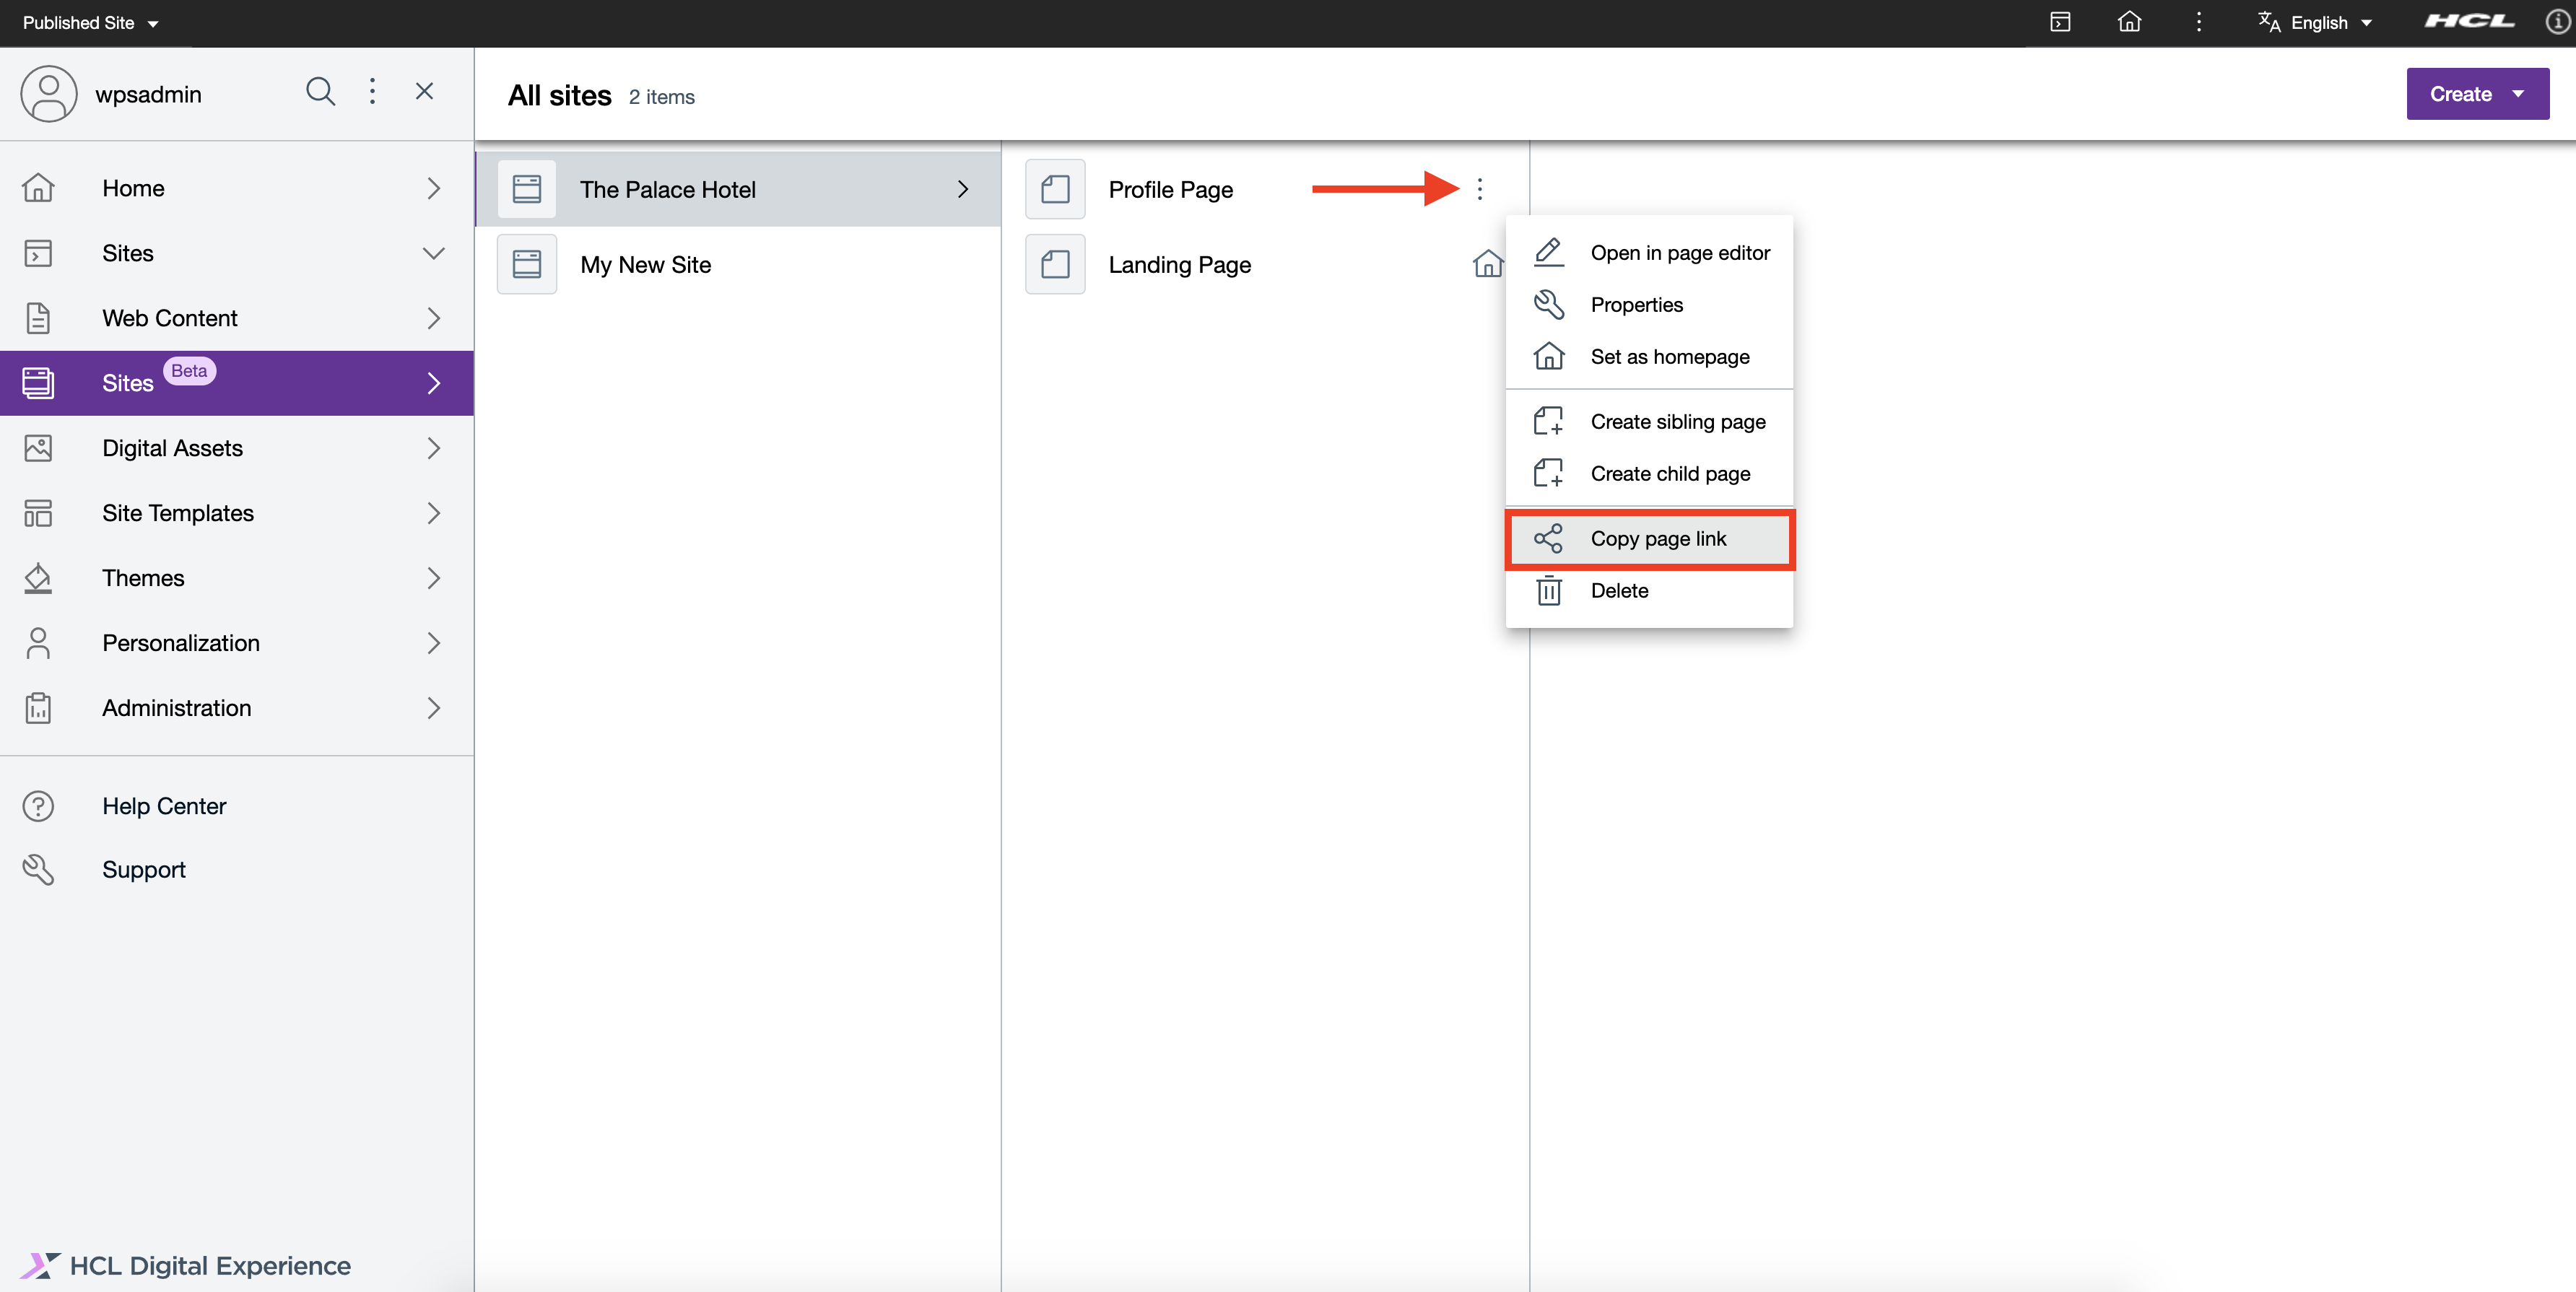 Published Site
English
HCL
wpsadmin
All sites 2 items
Create
Home
Sites
Web Content
Sites Beta
Digital Assets
Site Templates
Themes
Personalization
Administration
Help Center
Support
HCL Digital Experience
The Palace Hotel
My New Site
Profile Page
Landing Page
Open in page editor
Properties
Set as homepage
Create sibling page
Create child page
Copy page link
Delete